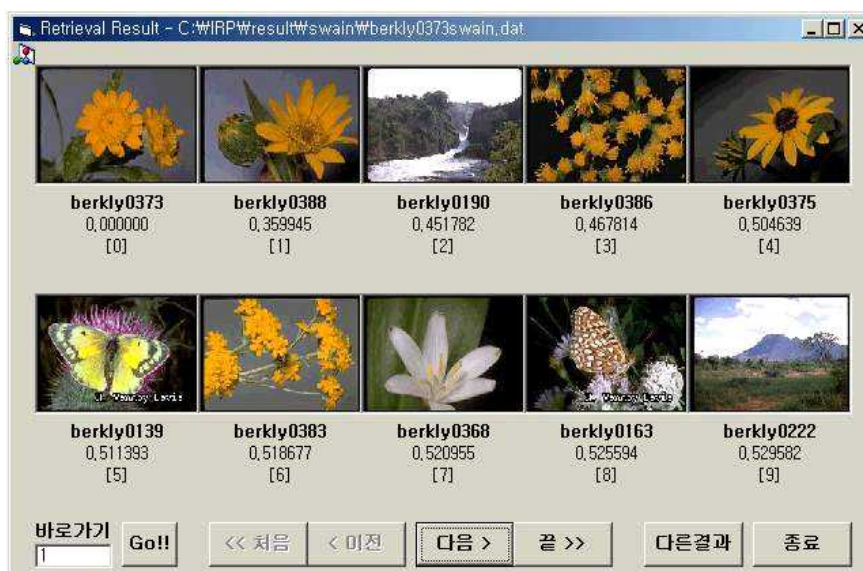 Retrieval Result - C:₩IRP₩result₩swain₩berkly0373swain.dat
berkly0373
0,000000
[0]
berkly0388
0,359945
[1]
berkly0190
0,451782
[2]
berkly0386
0,467814
[3]
berkly0375
0,504639
[4]
berkly0139
0,511393
[5]
berkly0383
0,518677
[6]
berkly0368
0,520955
[7]
berkly0163
0,525594
[8]
berkly0222
0,529582
[9]
바로가기
1
Go!!
<< 처음
< 이전
다음 >
끝 >>
다른결과
종료